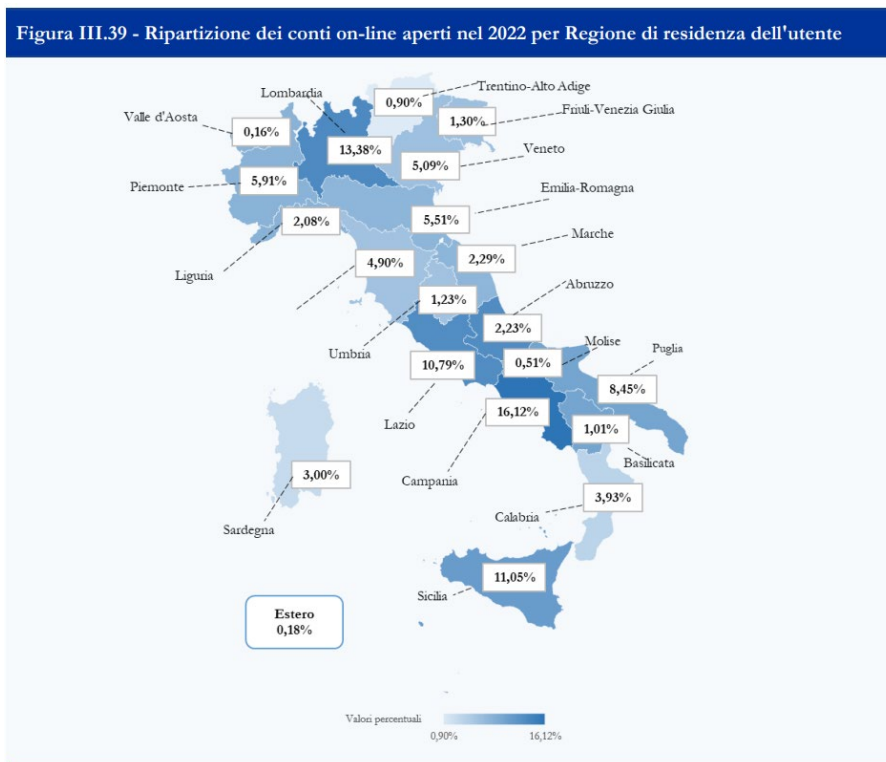 Figura III.39 - Ripartizione dei conti on-line aperti nel 2022 per Regione di residenza dell'utente
Trentino-Alto Adige
Lombardia
0,90%
Friuli-Venezia Giulia
Valle d'Aosta
1,30%
0,16%
13,38%
Veneto
5,09%
Piemonte
5,91%
Emilia-Romagna
2,08%
5,51%
Marche
Liguria
4,90%
2,29%
Abruzzo
1,23%
Umbria
2,23%
Molise
Puglia
10,79%
0,51%
8,45%
Lazio
16,12%
1,01%
Basilicata
Campania
3,00%
Calabria
3,93%
Sardegna
11,05%
Sicilia
Estero
0,18%
Valori percentuali
0,90%
16,12%